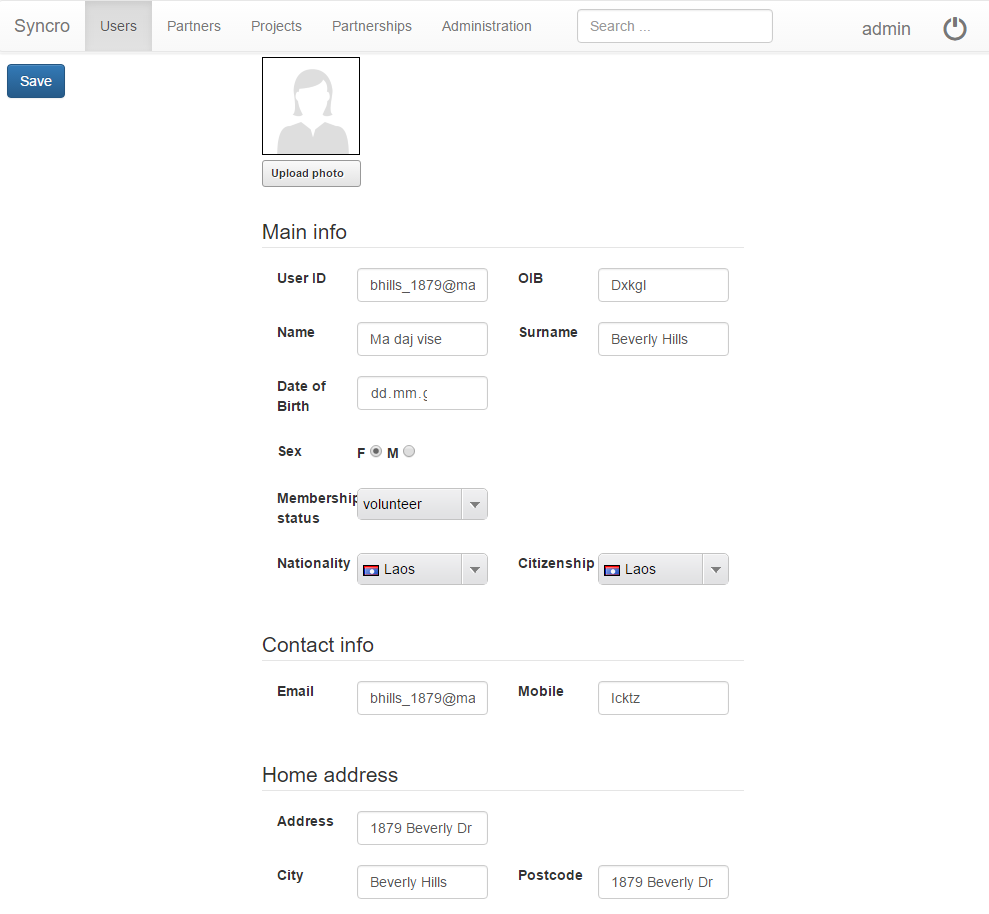 Syncro Users Partners Projects Partnerships Administration Search ... admin
Save
Upload photo
Main info
User ID bhills_1879@ma OIB Dxkgl
Name Ma daj vise Surname Beverly Hills
Date of
Birth dd.mm.g
Sex F M
Membership
status volunteer
Nationality Laos Citizenship Laos
Contact info
Email bhills_1879@ma Mobile Icktz
Home address
Address 1879 Beverly Dr
City Beverly Hills Postcode 1879 Beverly Dr